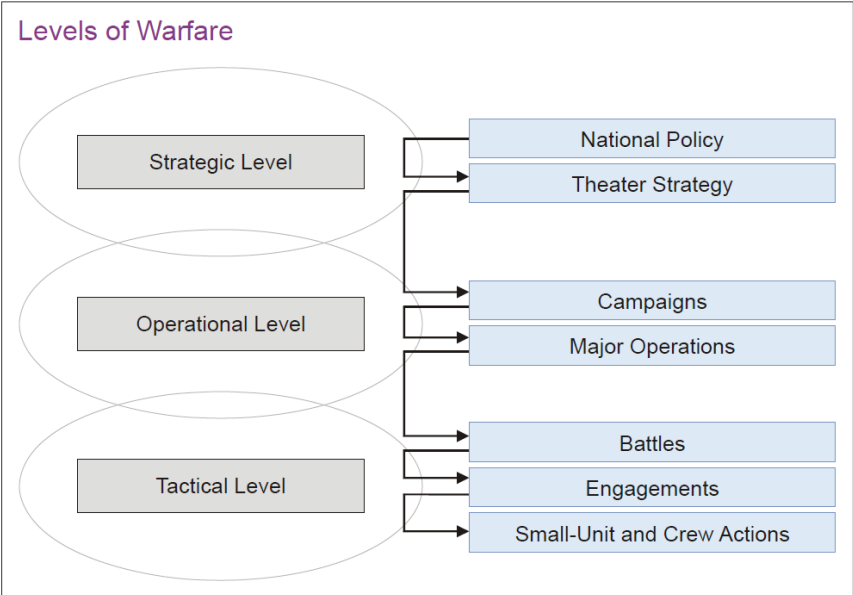 Levels of Warfare
Strategic Level
National Policy
Theater Strategy
Operational Level
Campaigns
Major Operations
Tactical Level
Battles
Engagements
Small-Unit and Crew Actions